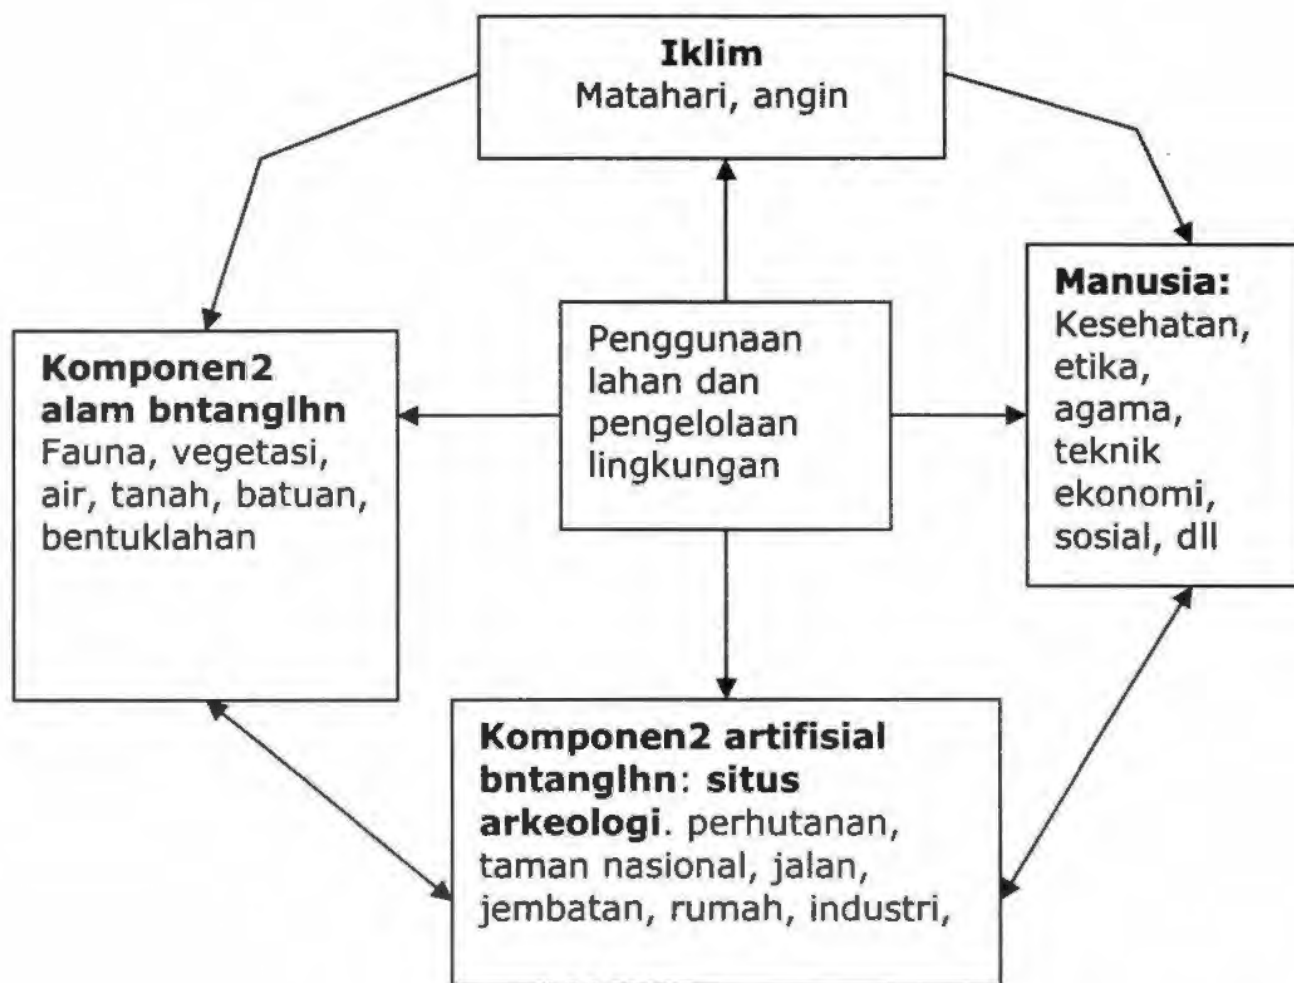 Iklim
Matahari, angin
Manusia:
Kesehatan,
etika,
agama,
teknik
ekonomi,
sosial, dll
Penggunaan
lahan dan
pengelolaan
lingkungan
Komponen2
alam bntanglhn
Fauna, vegetasi,
air, tanah, batuan,
bentuklahan
Komponen2 artifisial
bntanglhn: situs
arkeologi. perhutanan,
taman nasional, jalan,
jembatan, rumah, industri,